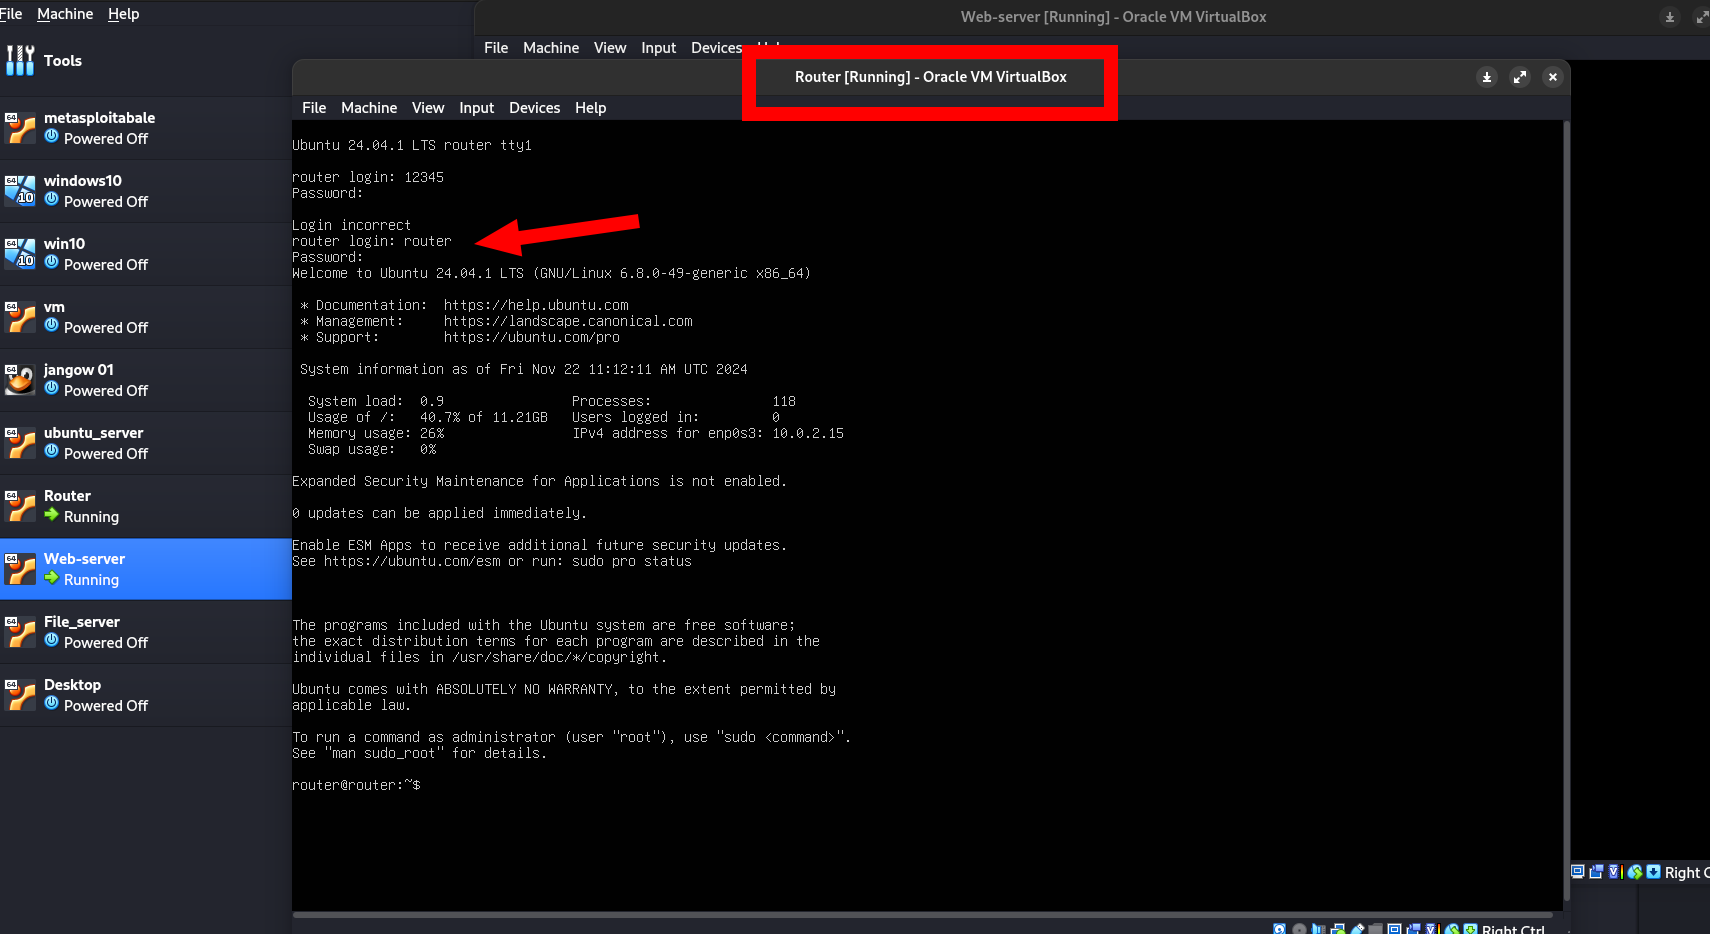 File Machine Help
Tools
metasploitabale
Powered Off
windows10
Powered Off
win10
Powered Off
vm
Powered Off
jangow 01
Powered Off
ubuntu_server
Powered Off
Router
Running
Web-server
Running
File_server
Powered Off
Desktop
Powered Off
Web-server [Running] - Oracle VM VirtualBox
File Machine View Input Devices
Router [Running] - Oracle VM VirtualBox
File Machine View Input Devices Help
Ubuntu 24.04.1 LTS router tty1
router login: 12345
Password:
Login incorrect
router login: router
Password:
Welcome to Ubuntu 24.04.1 LTS (GNU/Linux 6.8.0-49-generic x86_64)
* Documentation: https://help.ubuntu.com
* Management: https://landscape.canonical.com
* Support: https://ubuntu.com/pro
System information as of Fri Nov 22 11:12:11 AM UTC 2024
System load: 0.9 Processes: 118
Usage of /: 40.7% of 11.21GB Users logged in: 0
Memory usage: 26% IPv4 address for enp0s3: 10.0.2.15
Swap usage: 0%
Expanded Security Maintenance for Applications is not enabled.
0 updates can be applied immediately.
Enable ESM Apps to receive additional future security updates.
See https://ubuntu.com/esm or run: sudo pro status
The programs included with the Ubuntu system are free software;
the exact distribution terms for each program are described in the
individual files in /usr/share/doc/*/copyright.
Ubuntu comes with ABSOLUTELY NO WARRANTY, to the extent permitted by
applicable law.
To run a command as administrator (user "root"), use "sudo <command>".
See "man sudo_root" for details.
router@router:~$
Right C
Right Ctrl